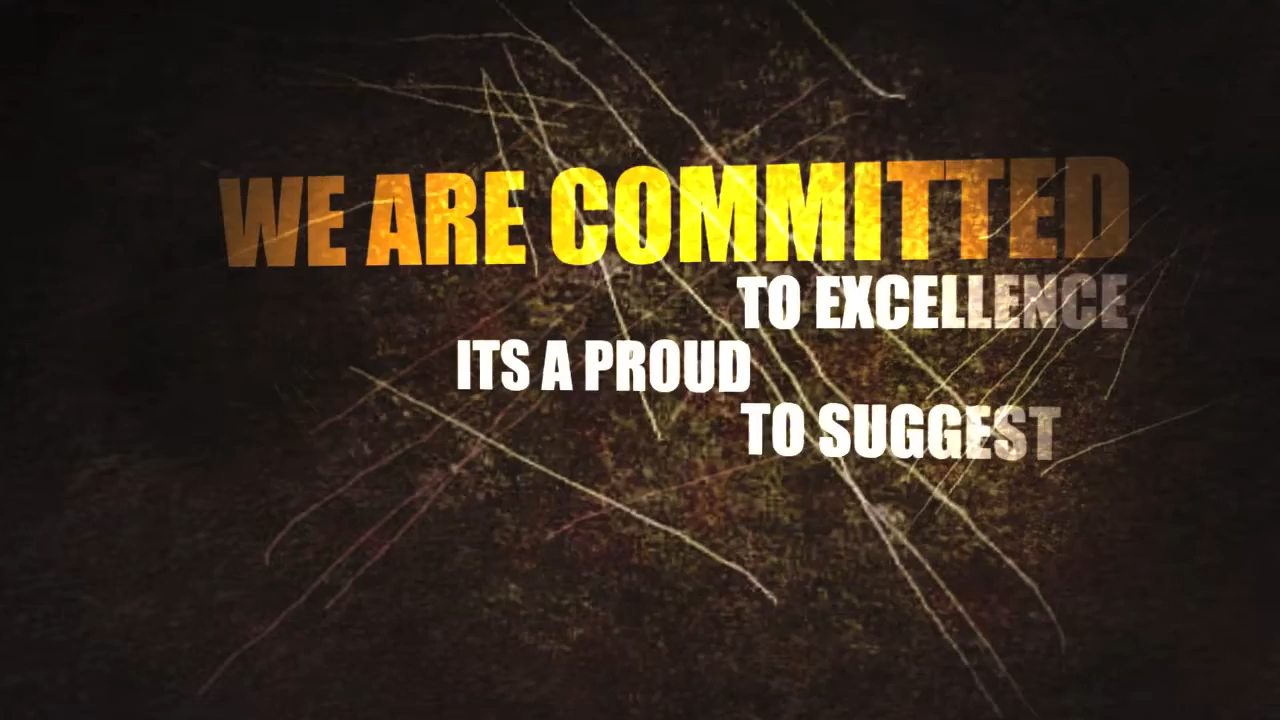 WE ARE COMMITTED
TO EXCELLENCE
ITS A PROUD
TO SUGGEST